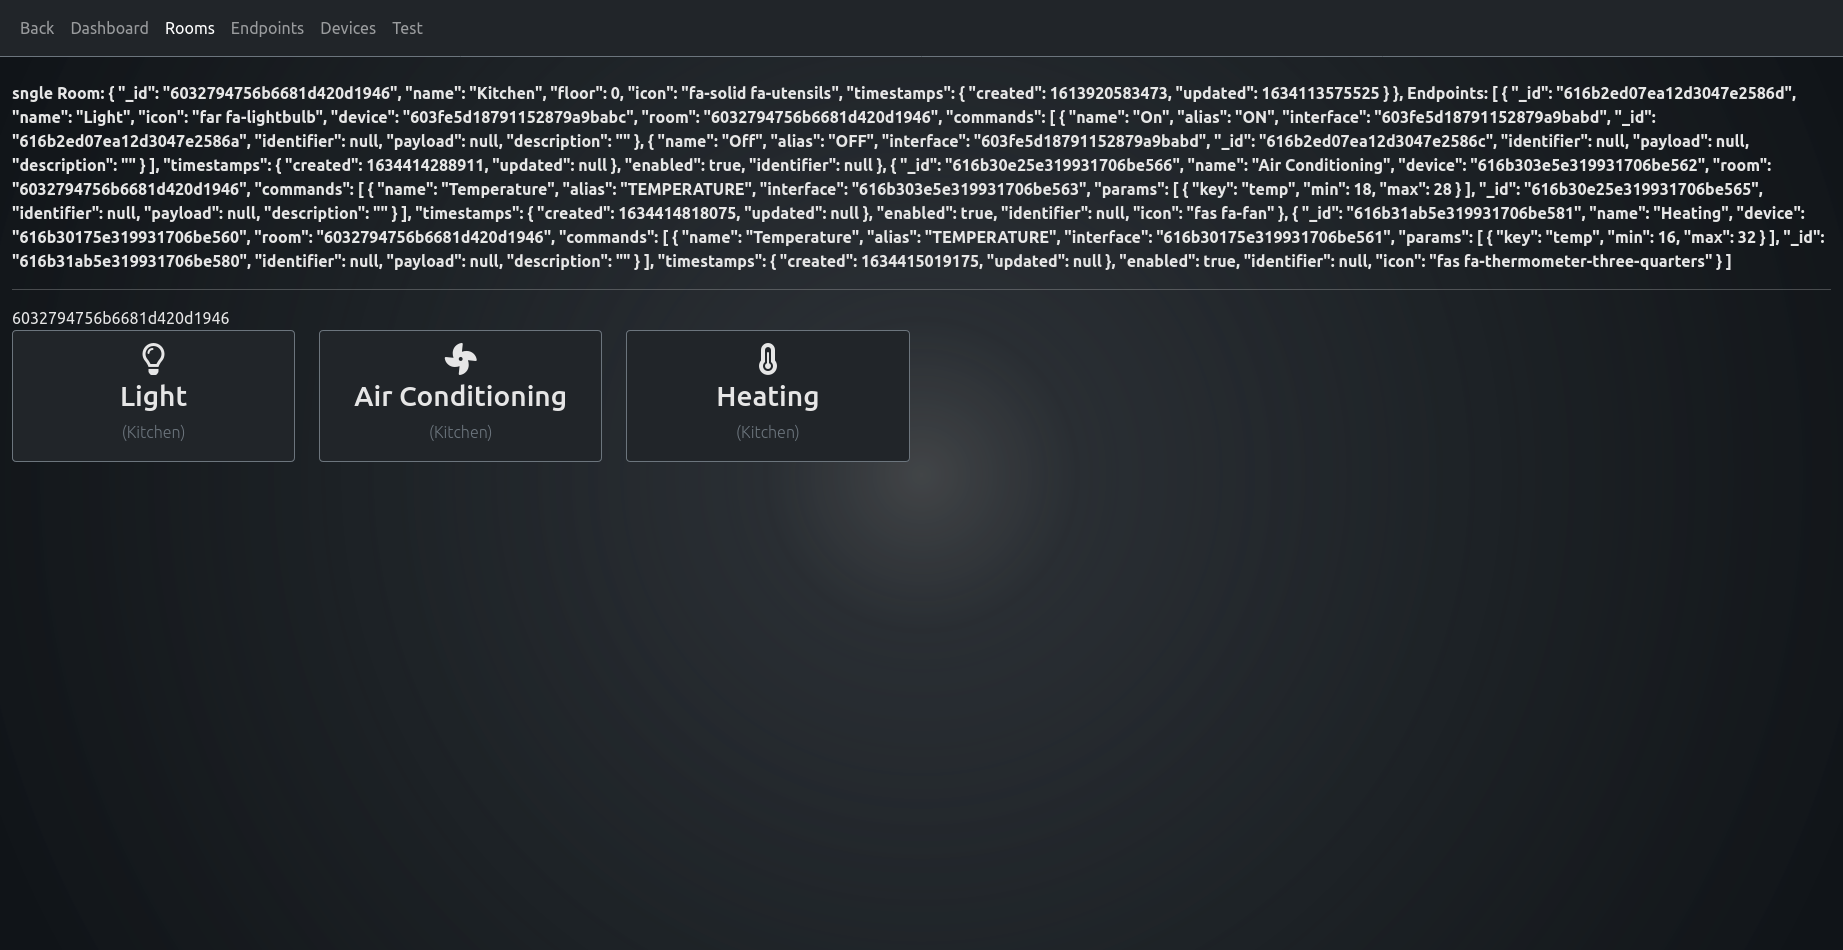 Back Dashboard Rooms Endpoints Devices Test
sngle Room: { "_id": "6032794756b6681d420d1946", "name": "Kitchen", "floor": 0, "icon": "fa-solid fa-utensils", "timestamps": { "created": 1613920583473, "updated": 1634113575525 } }, Endpoints: [ { "_id": "616b2ed07ea12d3047e2586d",
"name": "Light", "icon": "far fa-lightbulb", "device": "603fe5d18791152879a9babc", "room": "6032794756b6681d420d1946", "commands": [ { "name": "On", "alias": "ON", "interface": "603fe5d18791152879a9babd", "_id":
"616b2ed07ea12d3047e2586a", "identifier": null, "payload": null, "description": "" }, { "name": "Off", "alias": "OFF", "interface": "603fe5d18791152879a9babd", "_id": "616b2ed07ea12d3047e2586c", "identifier": null, "payload": null,
"description": "" } ], "timestamps": { "created": 1634414288911, "updated": null }, "enabled": true, "identifier": null }, { "_id": "616b30e25e319931706be566", "name": "Air Conditioning", "device": "616b303e5e319931706be562", "room":
"6032794756b6681d420d1946", "commands": [ { "name": "Temperature", "alias": "TEMPERATURE", "interface": "616b303e5e319931706be563", "params": [ { "key": "temp", "min": 18, "max": 28 } ], "_id": "616b30e25e319931706be565",
"identifier": null, "payload": null, "description": "" } ], "timestamps": { "created": 1634414818075, "updated": null }, "enabled": true, "identifier": null, "icon": "fas fa-fan" }, { "_id": "616b31ab5e319931706be581", "name": "Heating", "device":
"616b30175e319931706be560", "room": "6032794756b6681d420d1946", "commands": [ { "name": "Temperature", "alias": "TEMPERATURE", "interface": "616b30175e319931706be561", "params": [ { "key": "temp", "min": 16, "max": 32 } ], "_id":
"616b31ab5e319931706be580", "identifier": null, "payload": null, "description": "" } ], "timestamps": { "created": 1634415019175, "updated": null }, "enabled": true, "identifier": null, "icon": "fas fa-thermometer-three-quarters" } ]
6032794756b6681d420d1946
Light
(Kitchen)
Air Conditioning
(Kitchen)
Heating
(Kitchen)